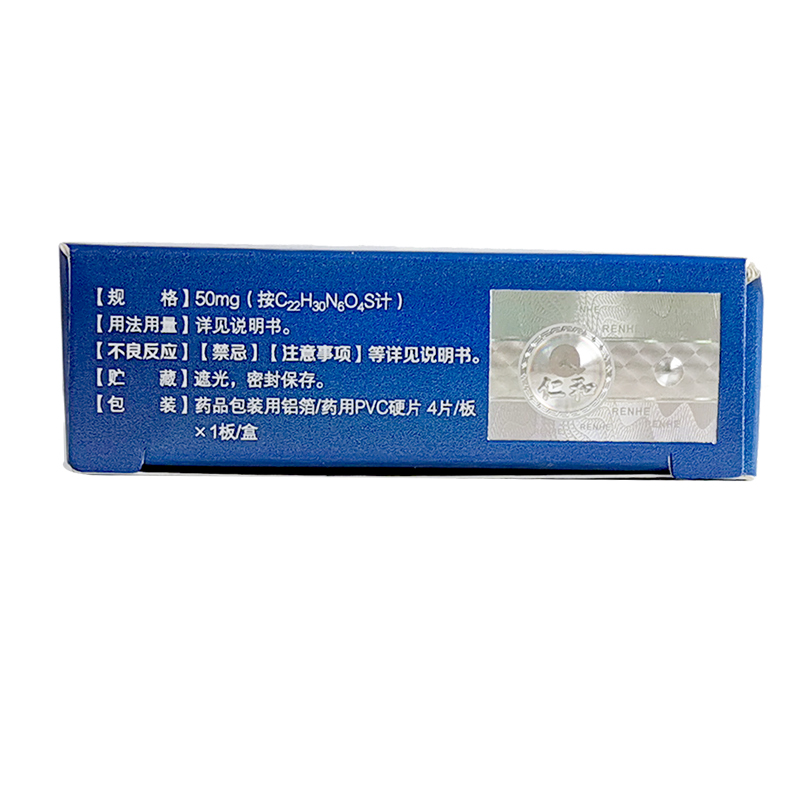 【规　　格】50mg（按C₂₂H₃₀N₆O₄S计）
【用法用量】详见说明书。
【不良反应】【禁忌】【注意事项】等详见说明书。
【贮　　藏】遮光，密封保存。
【包　　装】药品包装用铝箔/药用PVC硬片 4片/板
×1板/盒
NHE
RENHE
仁和
RENHE
RENHE